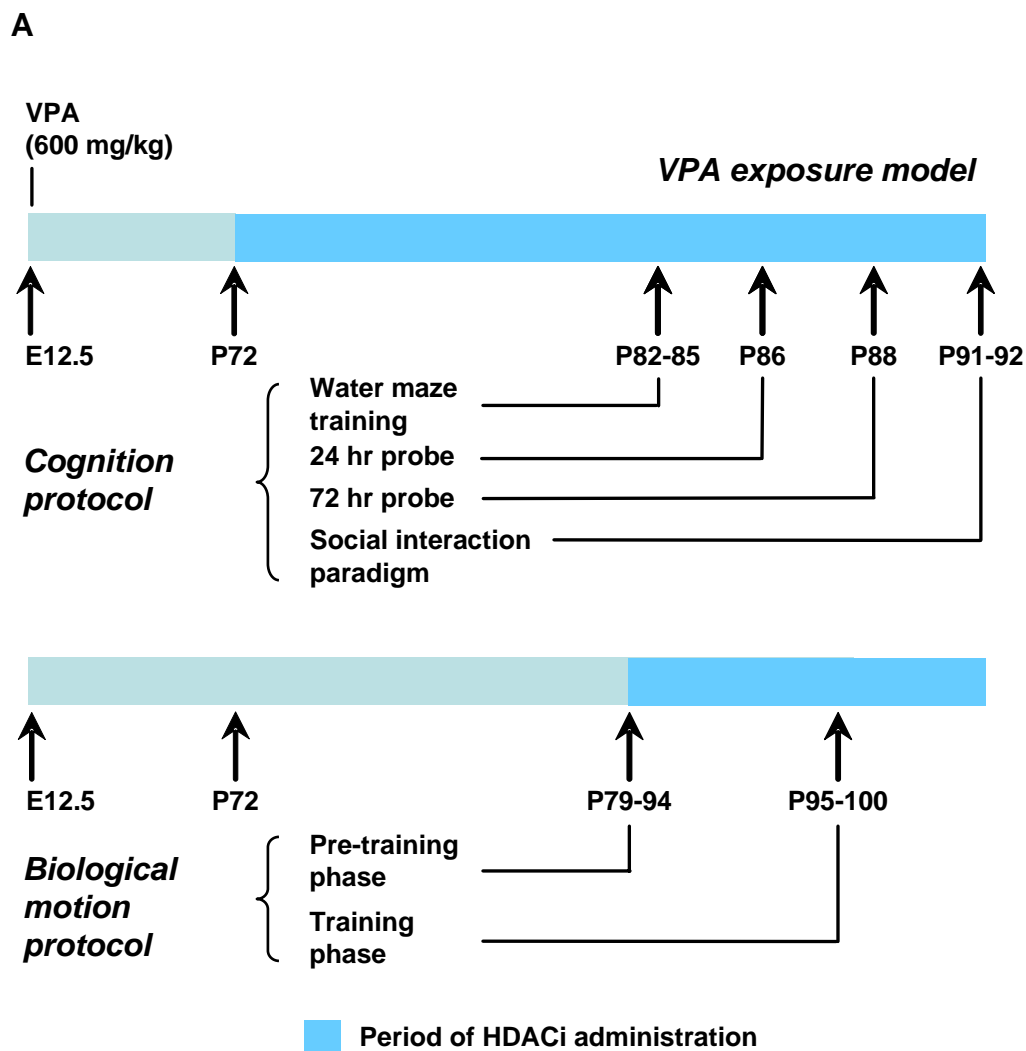 A
VPA
(600 mg/kg)
VPA exposure model
E12.5
P72
P82-85
P86
P88
P91-92
Cognition
protocol
Water maze
training
24 hr probe
72 hr probe
Social interaction
paradigm
E12.5
P72
P79-94
P95-100
Biological
motion
protocol
Pre-training
phase
Training
phase
Period of HDACi administration